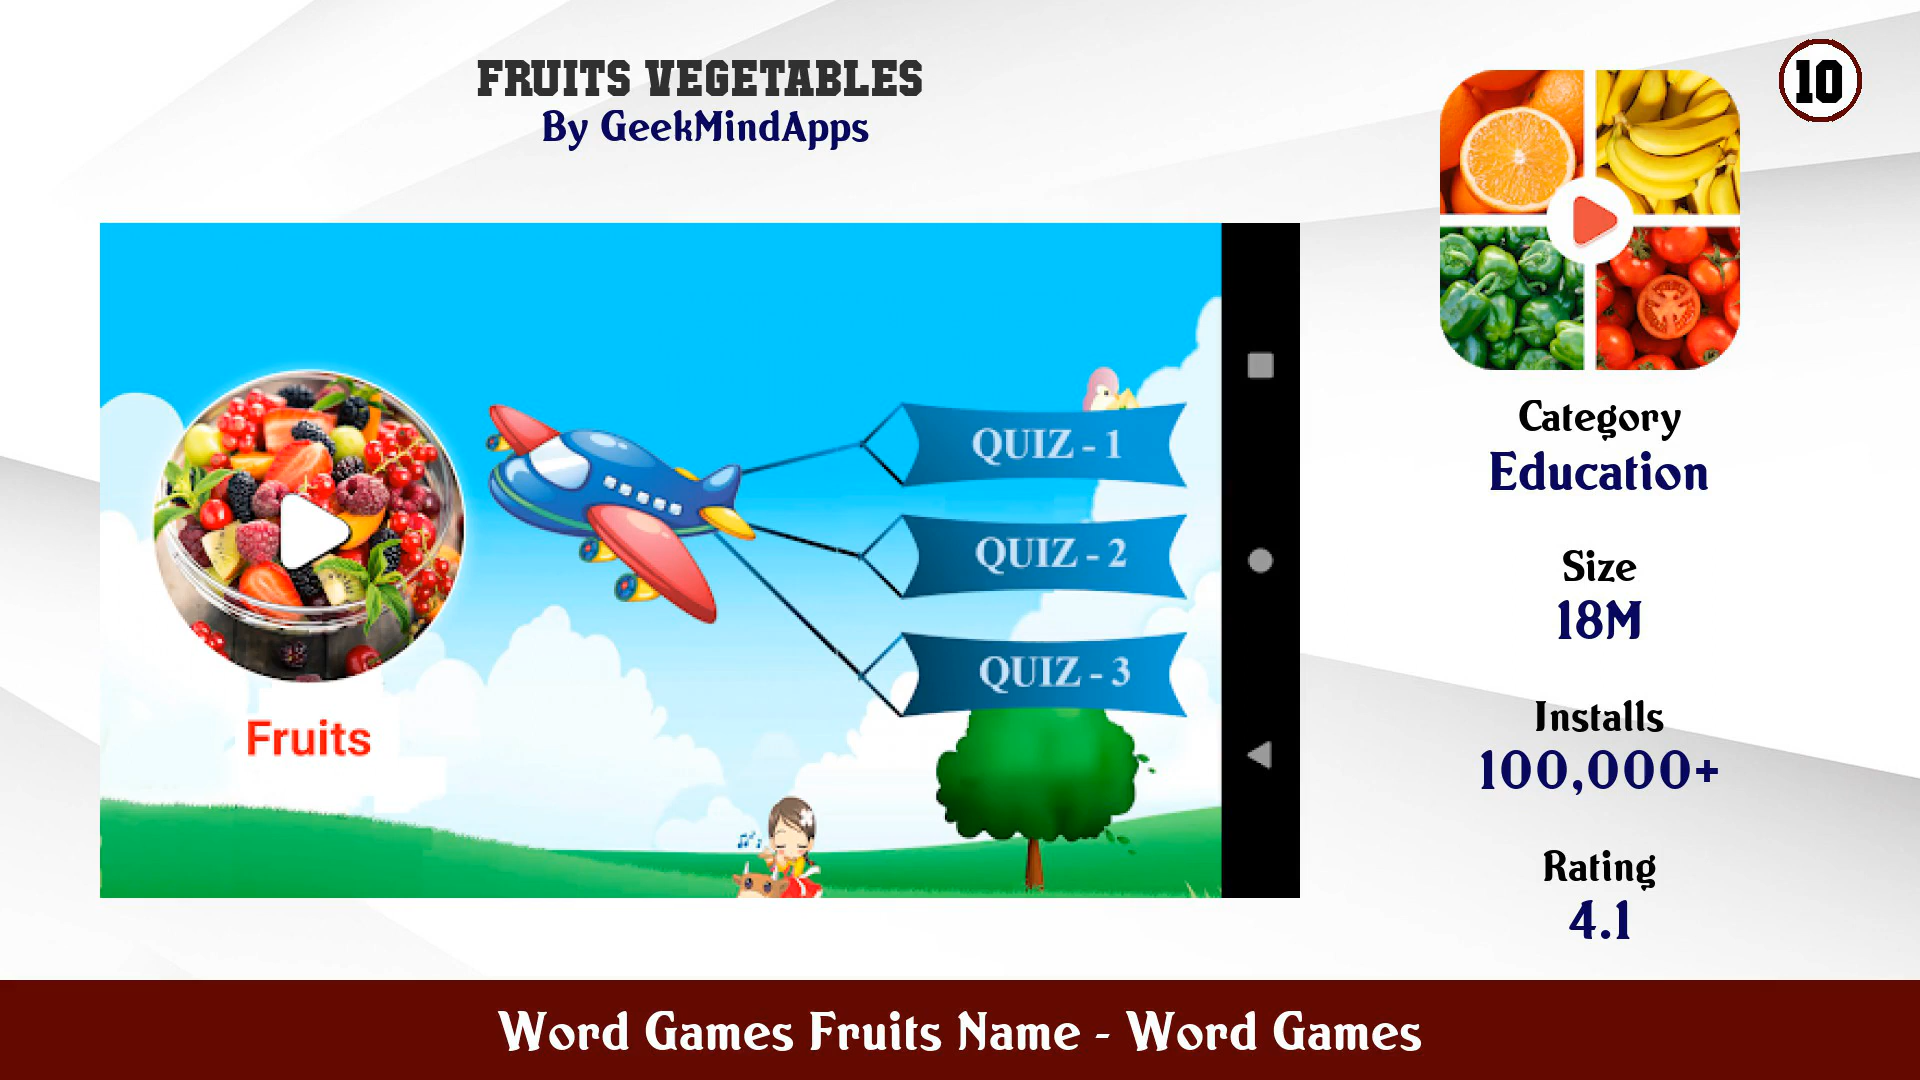 FRUITS VEGETABLES
By GeekMindApps
10
QUIZ - 1
QUIZ - 2
QUIZ - 3
Fruits
Category
Education
Size
18M
Installs
100,000+
Rating
4.1
Word Games Fruits Name - Word Games